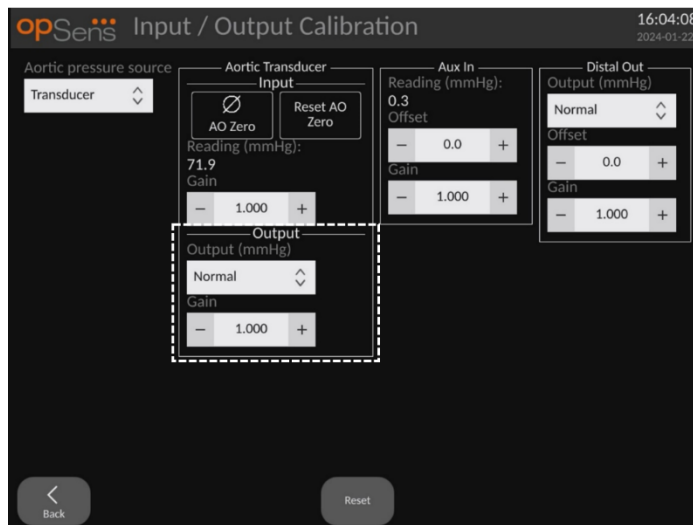 opSens Input / Output Calibration
16:04:08
2024-01-22
Aortic pressure source
Transducer
Aortic Transducer
Input
AO Zero
Reset AO
Zero
Reading (mmHg):
71.9
Gain
− 1.000 +
Output
Output (mmHg)
Normal
Gain
− 1.000 +
Aux In
Reading (mmHg):
0.3
Offset
− 0.0 +
Gain
− 1.000 +
Distal Out
Output (mmHg)
Normal
Offset
− 0.0 +
Gain
− 1.000 +
Back
Reset